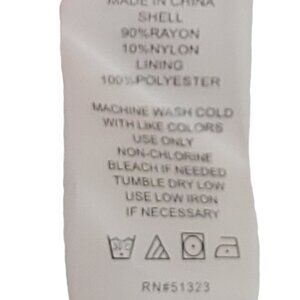 MADE IN CHINA
SHELL
90%RAYON
10%NYLON
LINING
100%POLYESTER
MACHINE WASH COLD
WITH LIKE COLORS
USE ONLY
NON-CHLORINE
BLEACH IF NEEDED
TUMBLE DRY LOW
USE LOW IRON
IF NECESSARY
RN#51323